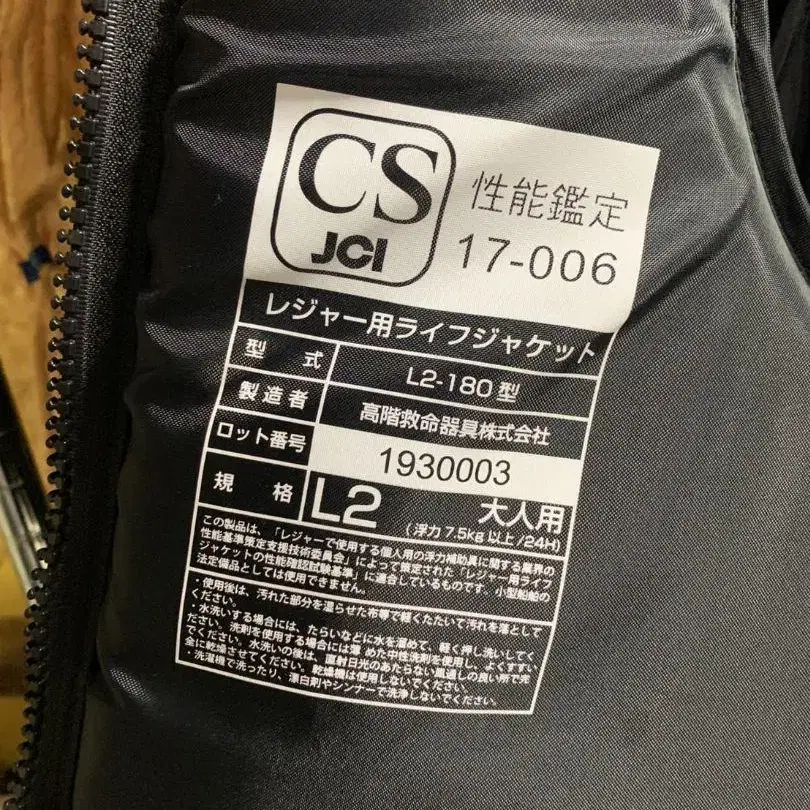 CS
JCI
性能鑑定
17-006
レジャー用ライフジャケット
型 式 L2-180型
製造者 高階救命器具株式会社
ロット番号 1930003
規 格 L2 大人用
(浮力 7.5kg 以上/24H)
この製品は、「レジャーで使用する個人用の浮力補助具に関する業界の
性能基準策定支援技術委員会」によって策定された「レジャー用ライフ
ジャケットの性能確認試験基準」に適合しているものです。小型船舶の
法定備品としては使用できません。
・使用後は、汚れた部分を湿らせた布等で軽くたたいて汚れを落として
ください。
・水洗いする場合には、たらいなどに水を溜めて、軽く押し洗いしてく
ださい。洗剤を使用する場合には薄 めた中性洗剤を使用し、よくすすい
でください。水洗いの後は、直射日光のあたらない風通しの良い所で完
全に乾燥させてください。乾燥機は使用しないでください。
・洗濯機で洗ったり、漂白剤やシンナーで洗浄しないでください。